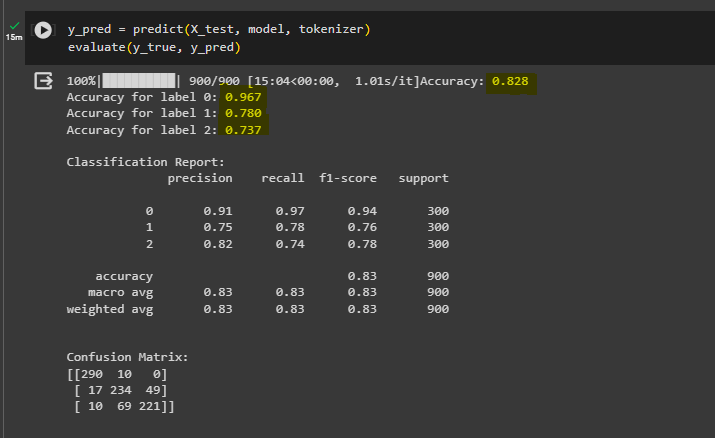 15m
y_pred = predict(X_test, model, tokenizer)
evaluate(y_true, y_pred)
100%|██████████| 900/900 [15:04<00:00,  1.01s/it]Accuracy: 0.828
Accuracy for label 0: 0.967
Accuracy for label 1: 0.780
Accuracy for label 2: 0.737
Classification Report:
precision    recall  f1-score   support
0       0.91      0.97      0.94       300
1       0.75      0.78      0.76       300
2       0.82      0.74      0.78       300
accuracy                           0.83       900
macro avg       0.83      0.83      0.83       900
weighted avg       0.83      0.83      0.83       900
Confusion Matrix:
[[290  10   0]
[ 17 234  49]
[ 10  69 221]]